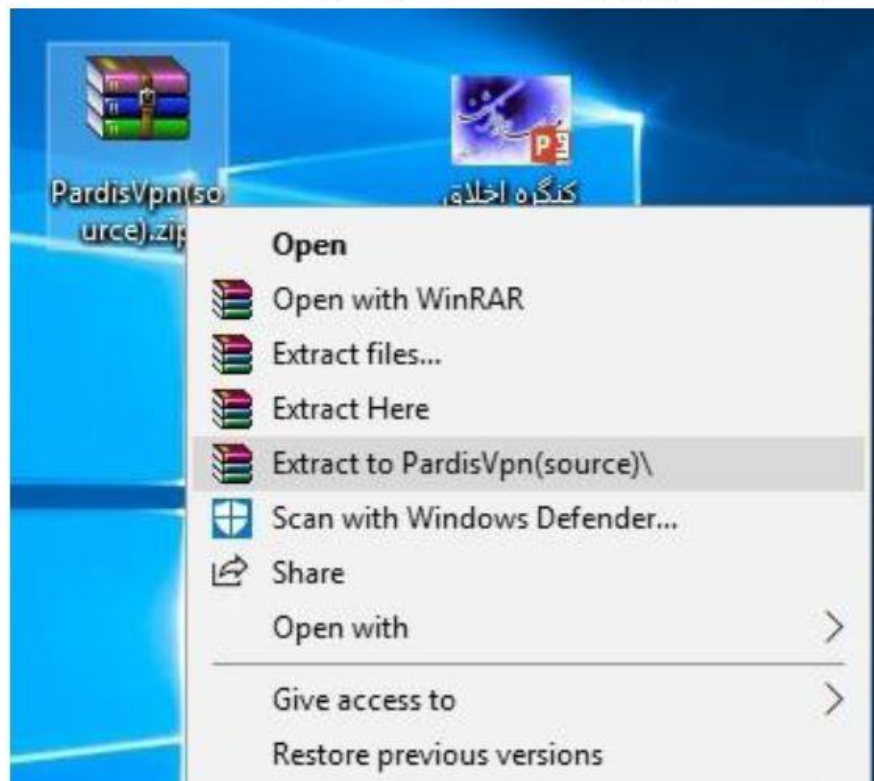 PardisVpn(so
urce).zip
کنگره اخلاق
Open
Open with WinRAR
Extract files...
Extract Here
Extract to PardisVpn(source)\
Scan with Windows Defender...
Share
Open with
Give access to
Restore previous versions